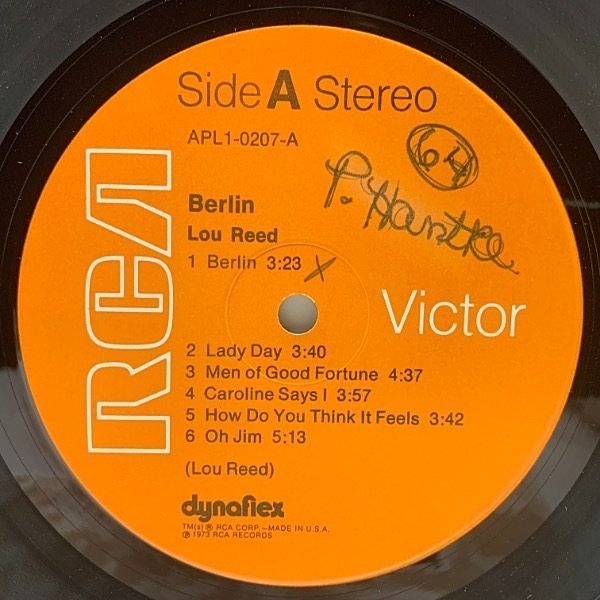 Side A Stereo
APL1-0207-A
64
P. Hartke
RCA
Berlin
Lou Reed
1 Berlin 3:23 X
Victor
2 Lady Day 3:40
3 Men of Good Fortune 4:37
4 Caroline Says I 3:57
5 How Do You Think It Feels 3:42
6 Oh Jim 5:13
(Lou Reed)
dynaflex
TM(s) ® RCA CORP.—MADE IN U.S.A.
℗ 1973 RCA RECORDS